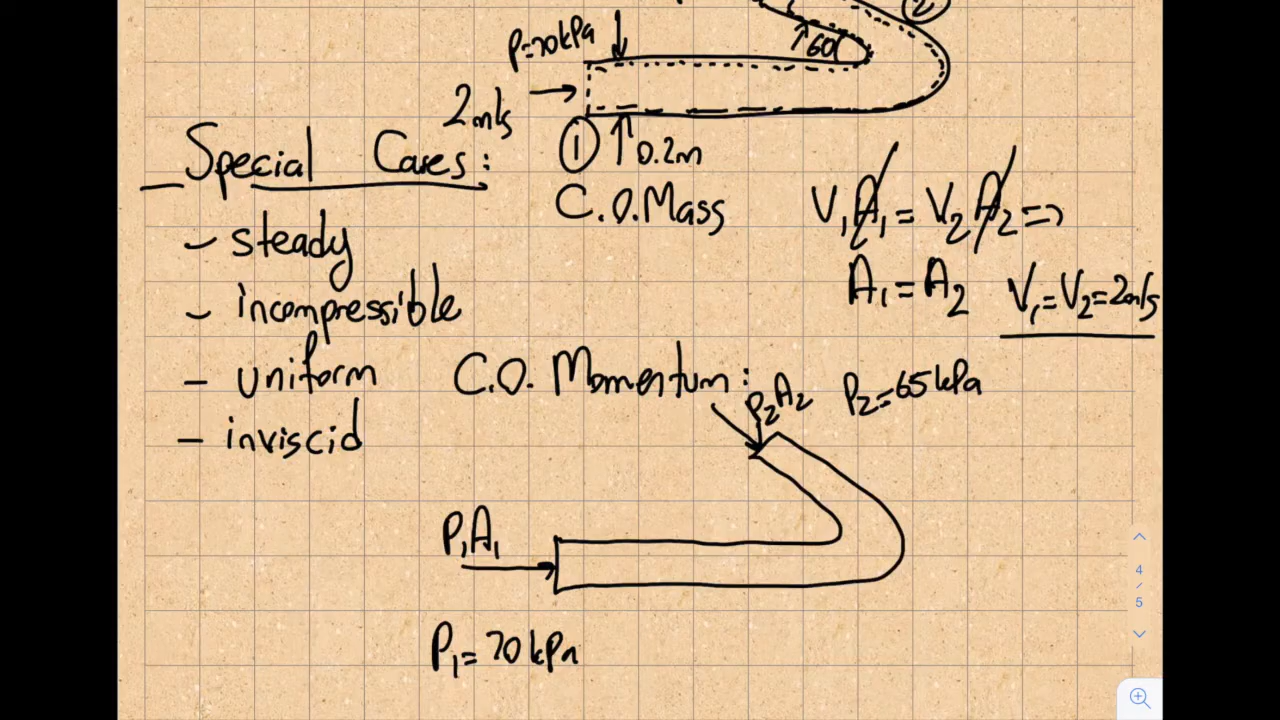 ②
P=70kPa
60
2m/s
① 0.2m
Special Cases:
- steady
- incompressible
- uniform
- inviscid
C.O.Mass
V₁A₁ = V₂A₂ =>
A₁ = A₂
V₁=V₂=2m/s
C.O. Momentum:
P₂A₂
P₂=65kPa
P₁A₁
P₁=70kPa
4
/
5